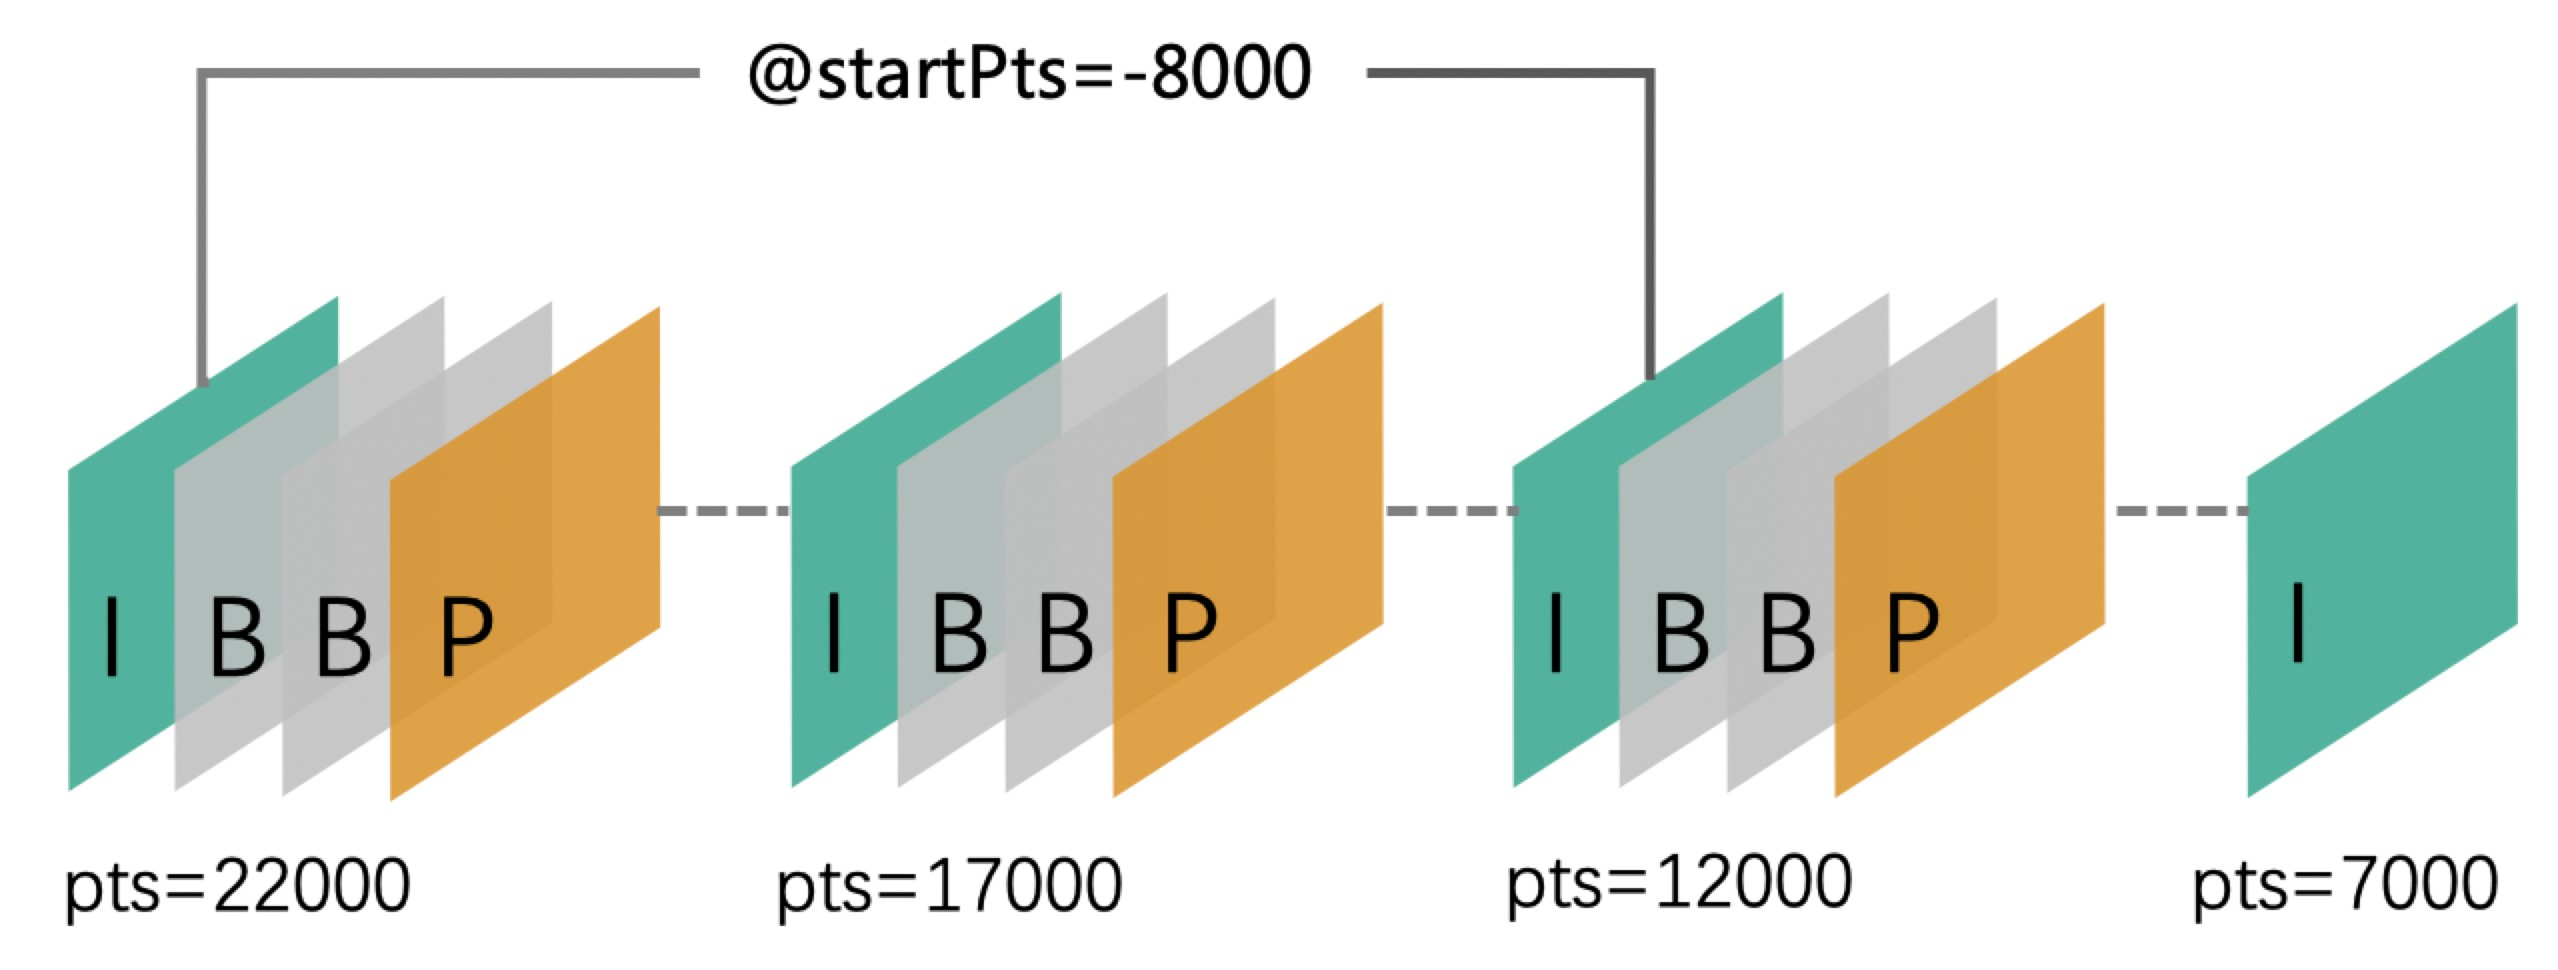 @startPts=-8000
I B B P I B B P I B B P I
pts=22000 pts=17000 pts=12000 pts=7000